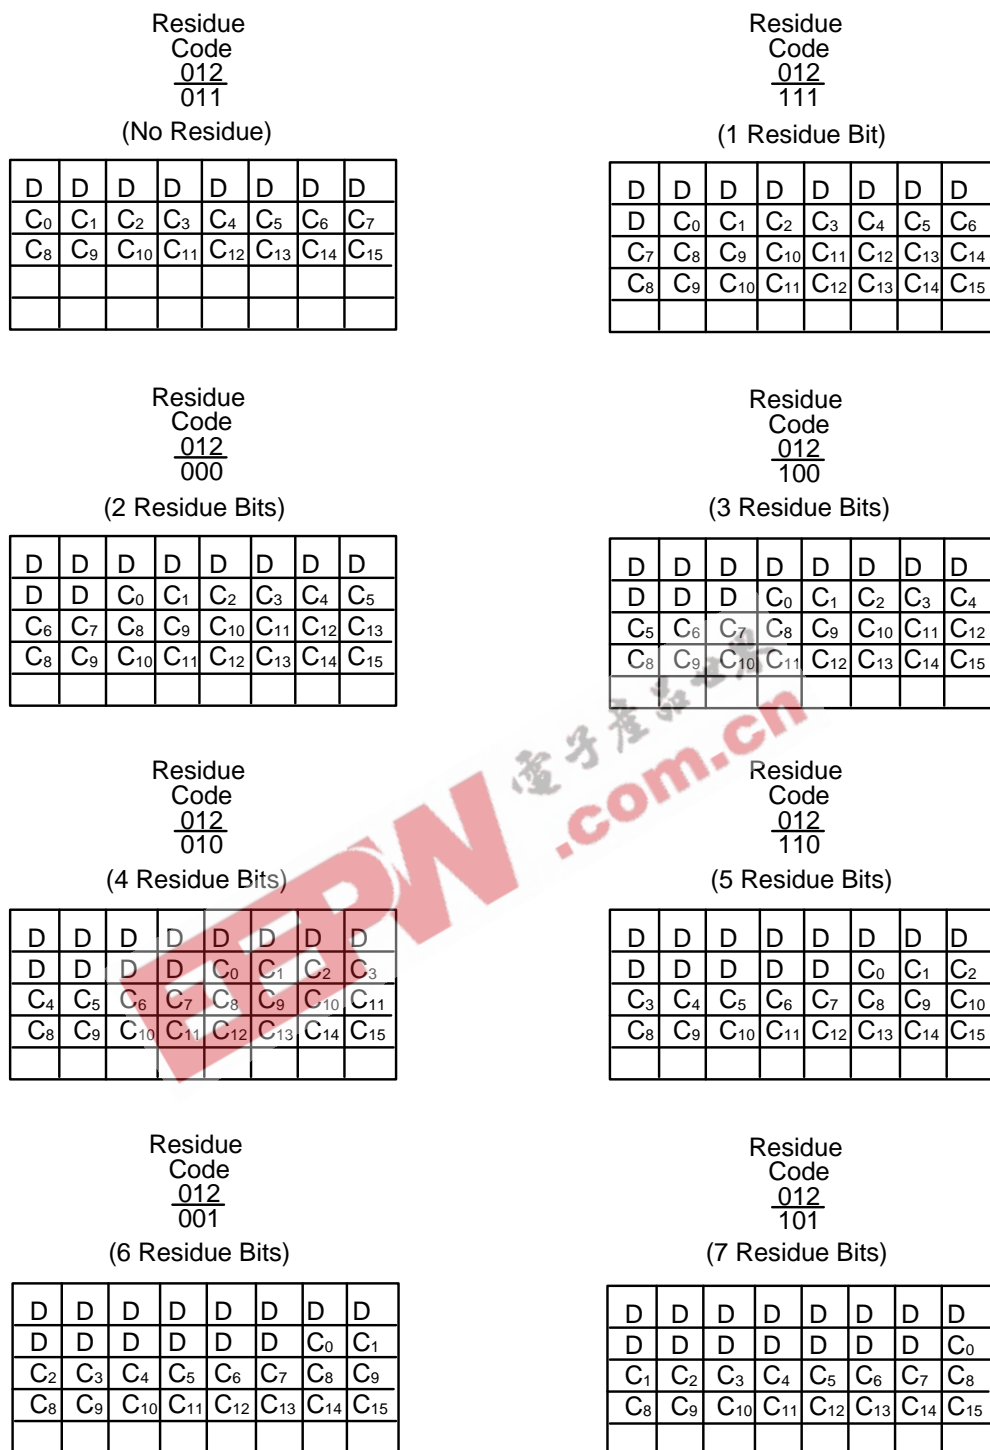 Residue
Code
012
011
(No Residue)
D D D D D D D D
C0 C1 C2 C3 C4 C5 C6 C7
C8 C9 C10 C11 C12 C13 C14 C15
Residue
Code
012
111
(1 Residue Bit)
D D D D D D D D
D C0 C1 C2 C3 C4 C5 C6
C7 C8 C9 C10 C11 C12 C13 C14
C8 C9 C10 C11 C12 C13 C14 C15
Residue
Code
012
000
(2 Residue Bits)
D D D D D D D D
D D C0 C1 C2 C3 C4 C5
C6 C7 C8 C9 C10 C11 C12 C13
C8 C9 C10 C11 C12 C13 C14 C15
Residue
Code
012
100
(3 Residue Bits)
D D D D D D D D
D D D C0 C1 C2 C3 C4
C5 C6 C7 C8 C9 C10 C11 C12
C8 C9 C10 C11 C12 C13 C14 C15
Residue
Code
012
010
(4 Residue Bits)
D D D D D D D D
D D D D C0 C1 C2 C3
C4 C5 C6 C7 C8 C9 C10 C11
C8 C9 C10 C11 C12 C13 C14 C15
Residue
Code
012
110
(5 Residue Bits)
D D D D D D D D
D D D D D C0 C1 C2
C3 C4 C5 C6 C7 C8 C9 C10
C8 C9 C10 C11 C12 C13 C14 C15
Residue
Code
012
001
(6 Residue Bits)
D D D D D D D D
D D D D D D C0 C1
C2 C3 C4 C5 C6 C7 C8 C9
C8 C9 C10 C11 C12 C13 C14 C15
Residue
Code
012
101
(7 Residue Bits)
D D D D D D D D
D D D D D D D C0
C1 C2 C3 C4 C5 C6 C7 C8
C8 C9 C10 C11 C12 C13 C14 C15
電子産品世界
EEPW.com.cn